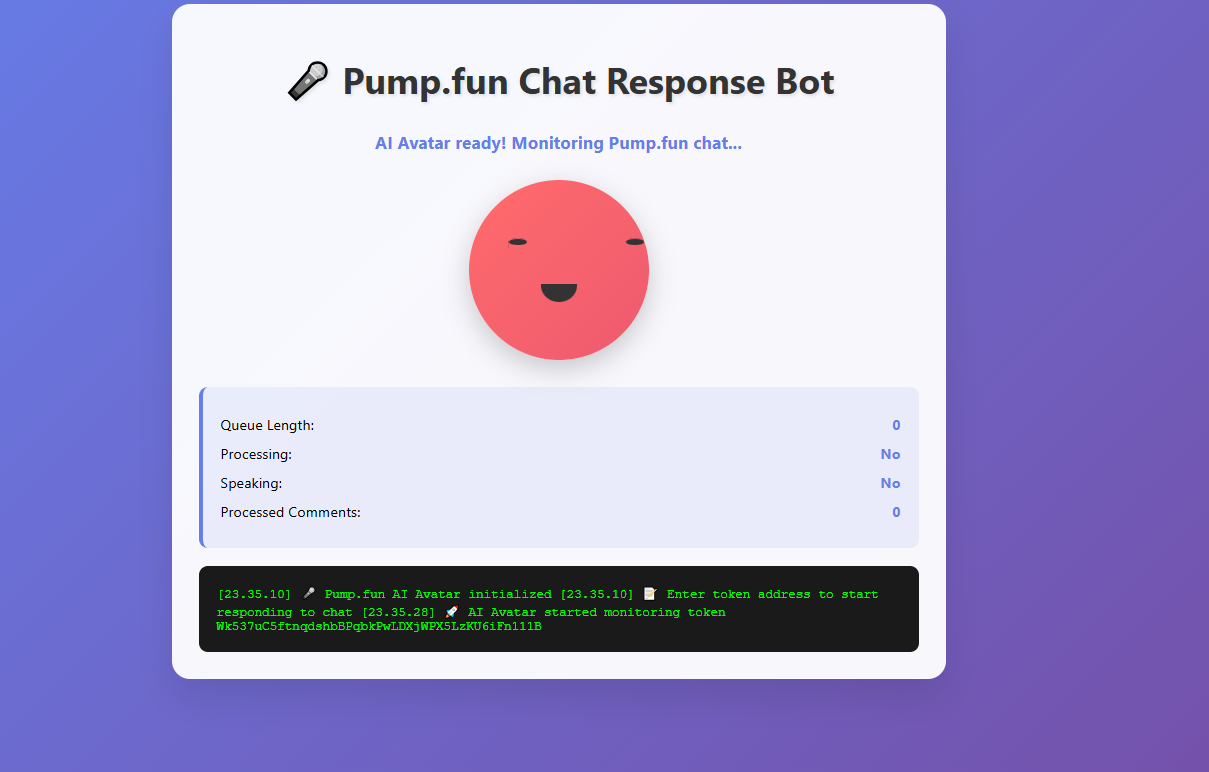 🎤 Pump.fun Chat Response Bot
AI Avatar ready! Monitoring Pump.fun chat...
Queue Length: 0
Processing: No
Speaking: No
Processed Comments: 0
[23.35.10] 🎤 Pump.fun AI Avatar initialized [23.35.10] 📝 Enter token address to start
responding to chat [23.35.28] 🚀 AI Avatar started monitoring token
Wk537uC5ftnqdshbBPqbkPwLDXjWPX5LzKU6iFn111B